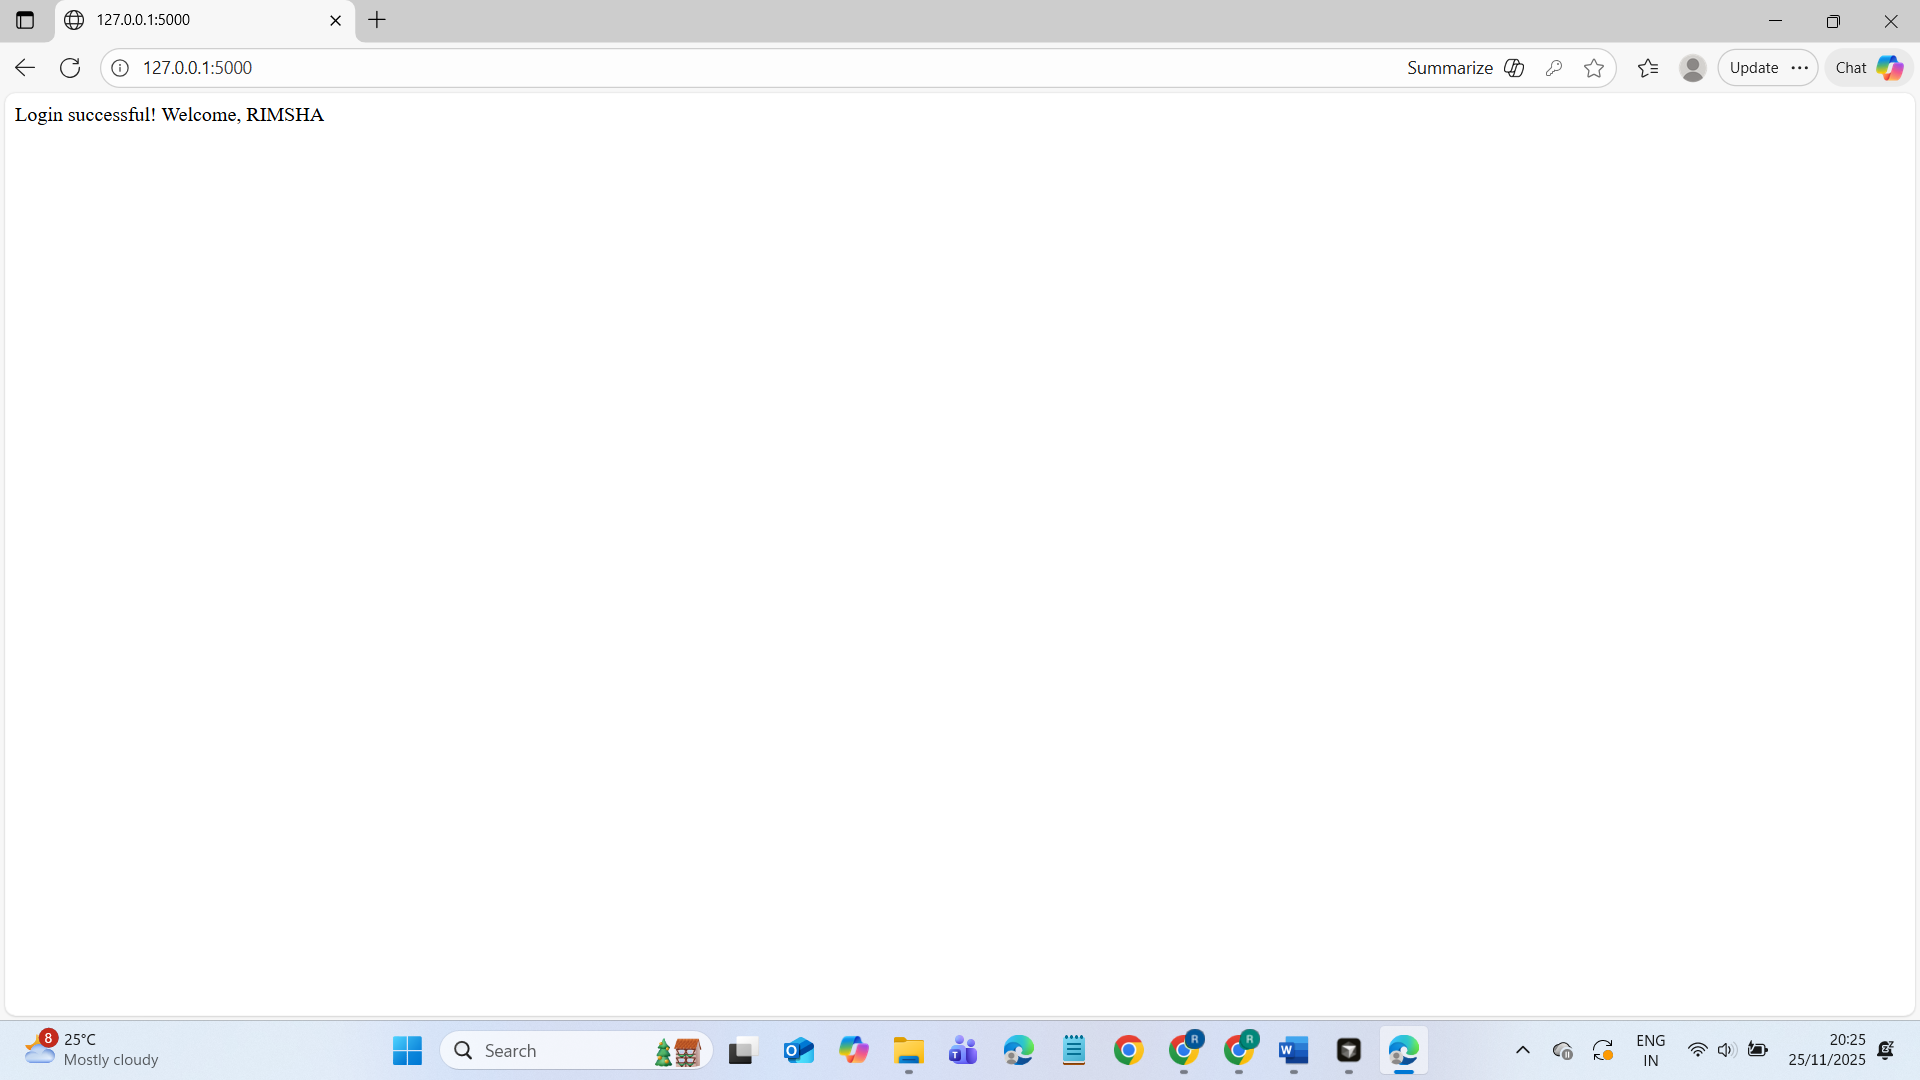 127.0.0.1:5000
127.0.0.1:5000
Summarize
Update
Chat
Login successful! Welcome, RIMSHA
8
25°C
Mostly cloudy
Search
R
R
ENG
IN
20:25
25/11/2025